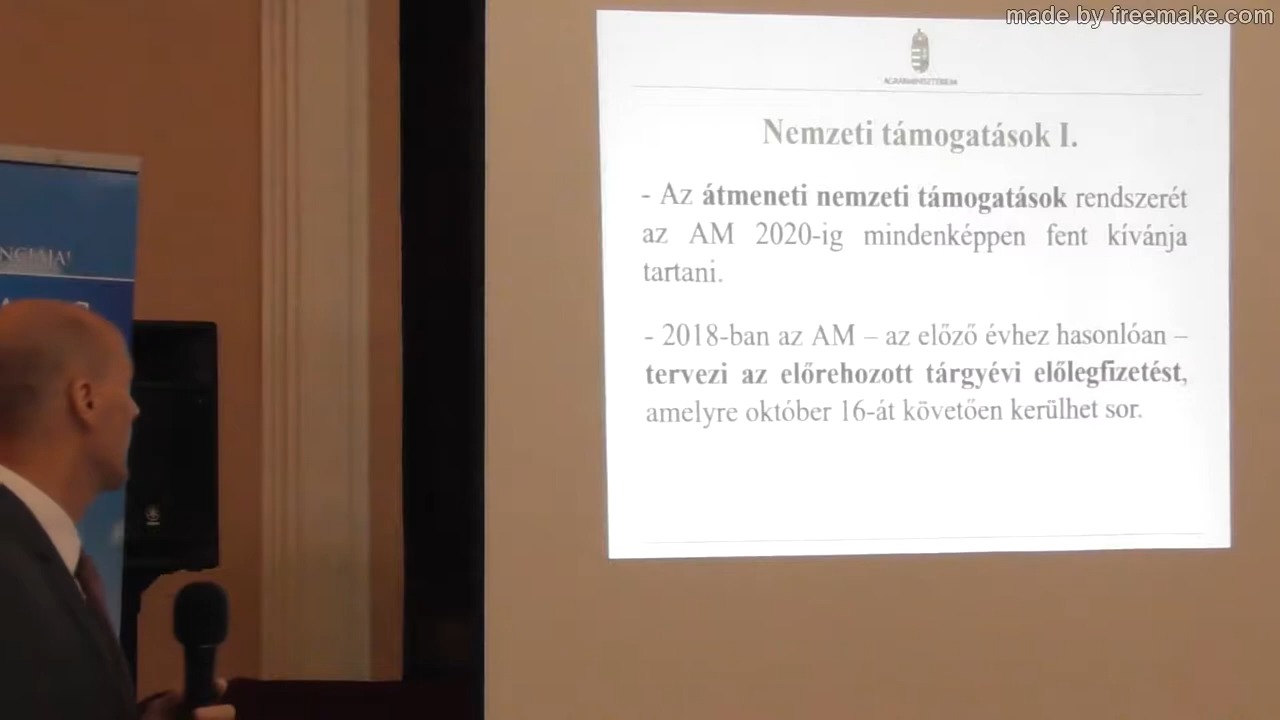 made by freemake.com
AGRÁRMINISZTÉRIUM
Nemzeti támogatások I.
- Az átmeneti nemzeti támogatások rendszerét
az AM 2020-ig mindenképpen fent kívánja
tartani.
- 2018-ban az AM – az előző évhez hasonlóan –
tervezi az előrehozott tárgyévi előlegfizetést,
amelyre október 16-át követően kerülhet sor.